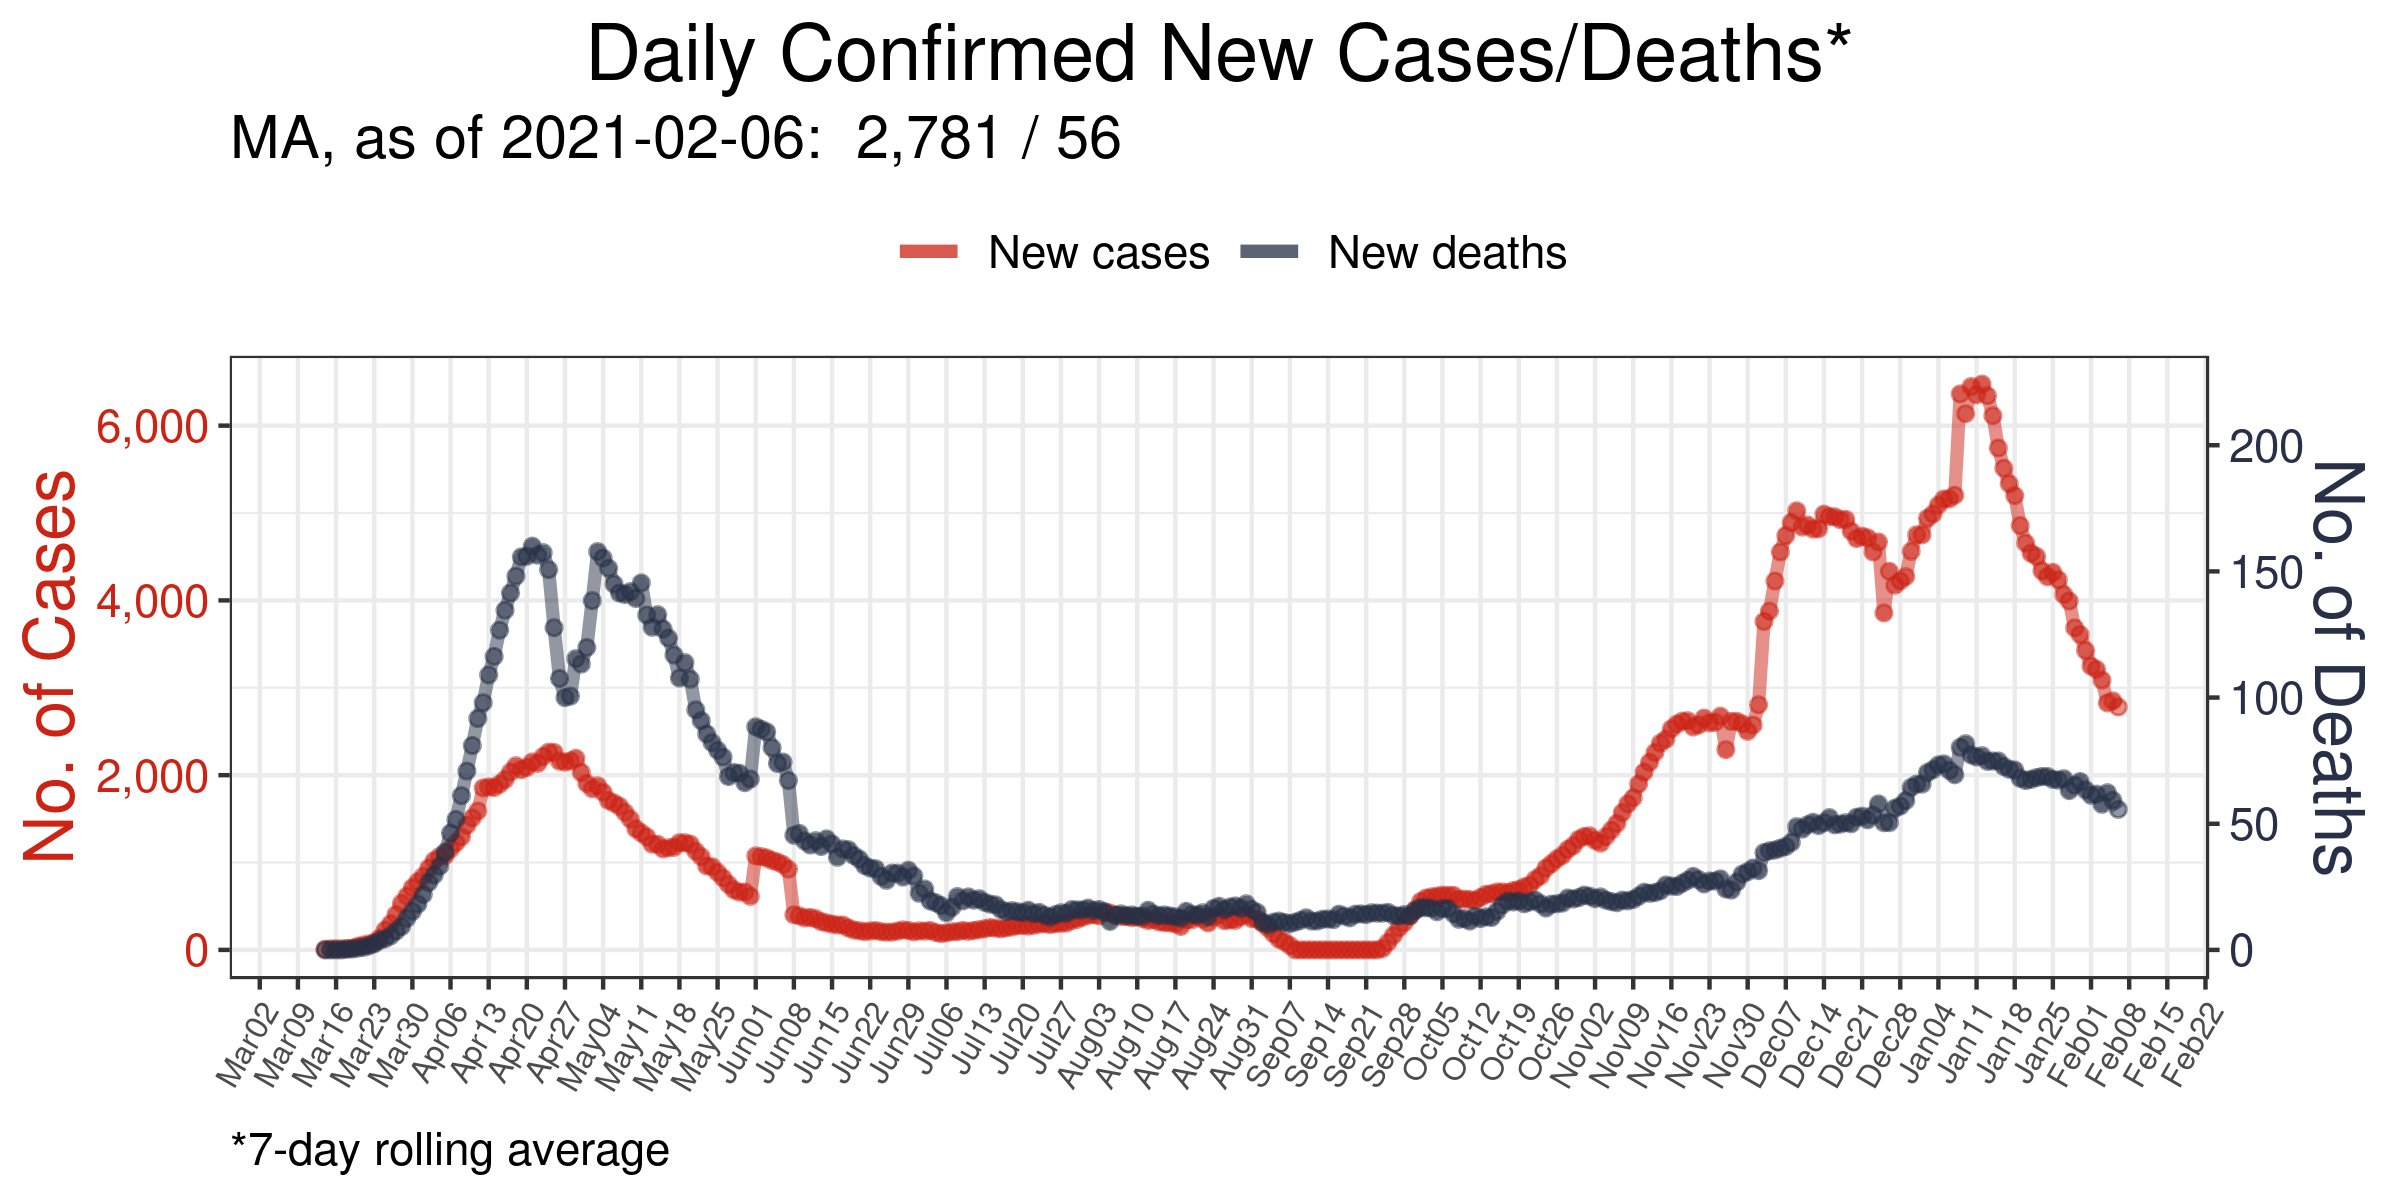 Daily Confirmed New Cases/Deaths*
MA, as of 2021-02-06:  2,781 / 56
New cases
New deaths
No. of Cases
6,000
4,000
2,000
0
200
150
100
50
0
No. of Deaths
Mar02
Mar09
Mar16
Mar23
Mar30
Apr06
Apr13
Apr20
Apr27
May04
May11
May18
May25
Jun01
Jun08
Jun15
Jun22
Jun29
Jul06
Jul13
Jul20
Jul27
Aug03
Aug10
Aug17
Aug24
Aug31
Sep07
Sep14
Sep21
Sep28
Oct05
Oct12
Oct19
Oct26
Nov02
Nov09
Nov16
Nov23
Nov30
Dec07
Dec14
Dec21
Dec28
Jan04
Jan11
Jan18
Jan25
Feb01
Feb08
Feb15
Feb22
*7-day rolling average